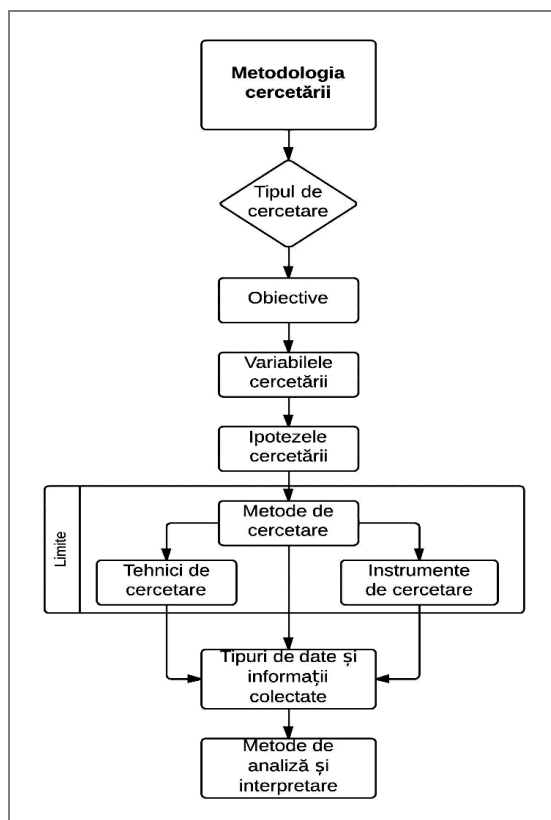 Metodologia
cercetării
Tipul de
cercetare
Obiective
Variabilele
cercetării
Ipotezele
cercetării
Limite
Metode de
cercetare
Tehnici de
cercetare
Instrumente
de cercetare
Tipuri de date și
informații
colectate
Metode de
analiză și
interpretare